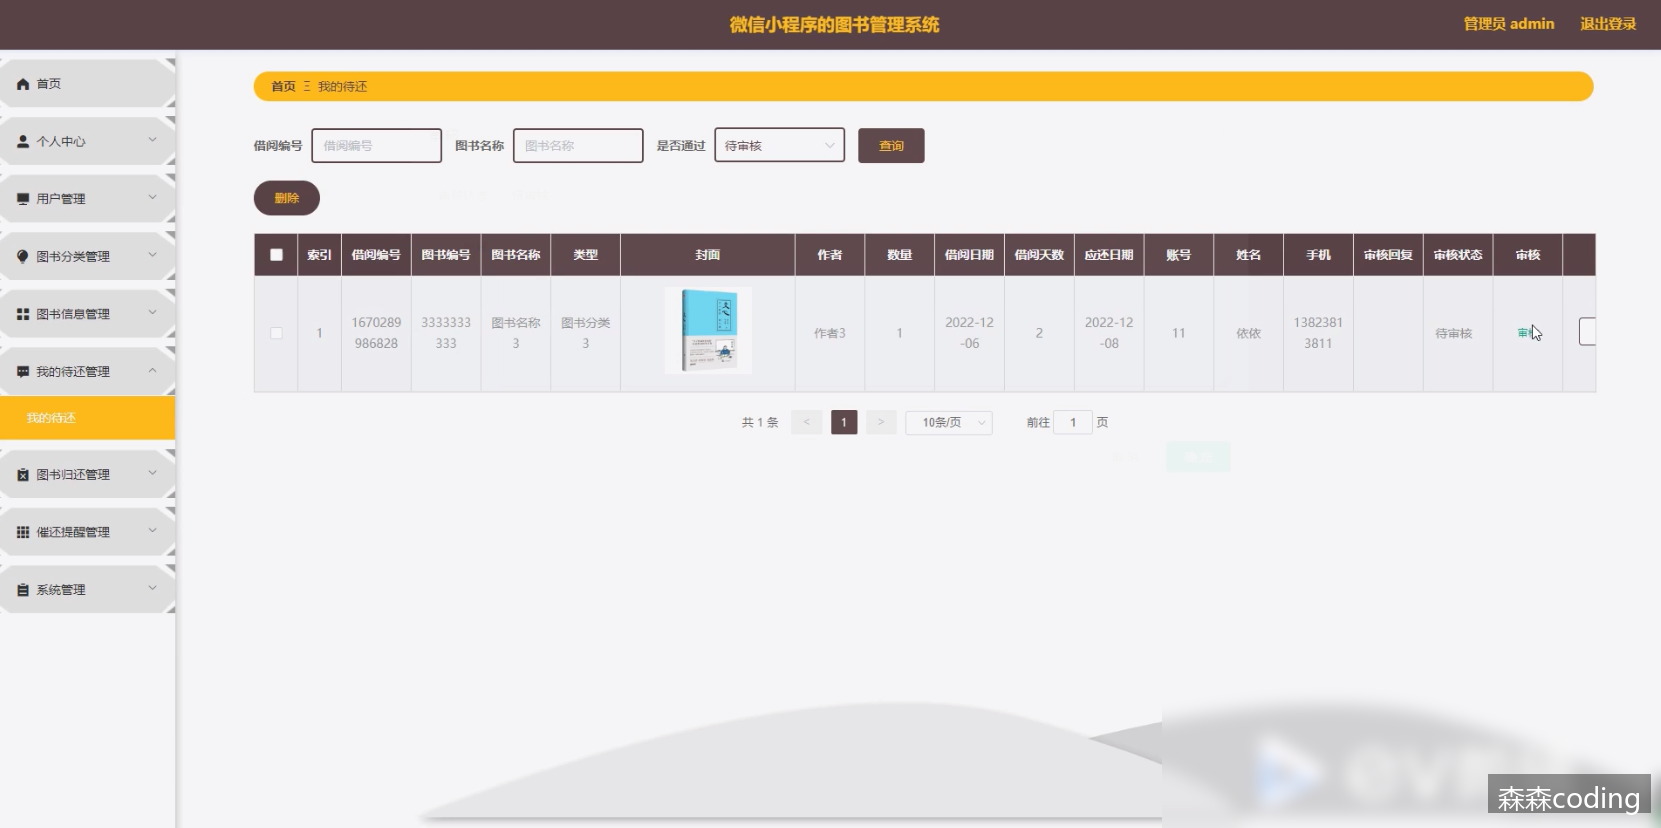 微信小程序的图书管理系统
管理员 admin
退出登录
首页
个人中心
用户管理
图书分类管理
图书信息管理
我的待还管理
我的待还
图书归还管理
催还提醒管理
系统管理
首页 我的待还
借阅编号 借阅编号 图书名称 图书名称 是否通过 待审核 查询
删除
索引 借阅编号 图书编号 图书名称 类型 封面 作者 数量 借阅日期 借阅天数 应还日期 账号 姓名 手机 审核回复 审核状态 审核
1 1670289986828 3333333333 图书名称3 图书分类3 作者3 1 2022-12-06 2 2022-12-08 11 依依 13823813811 待审核
共 1 条 < 1 > 10条/页 前往 1 页
森森coding